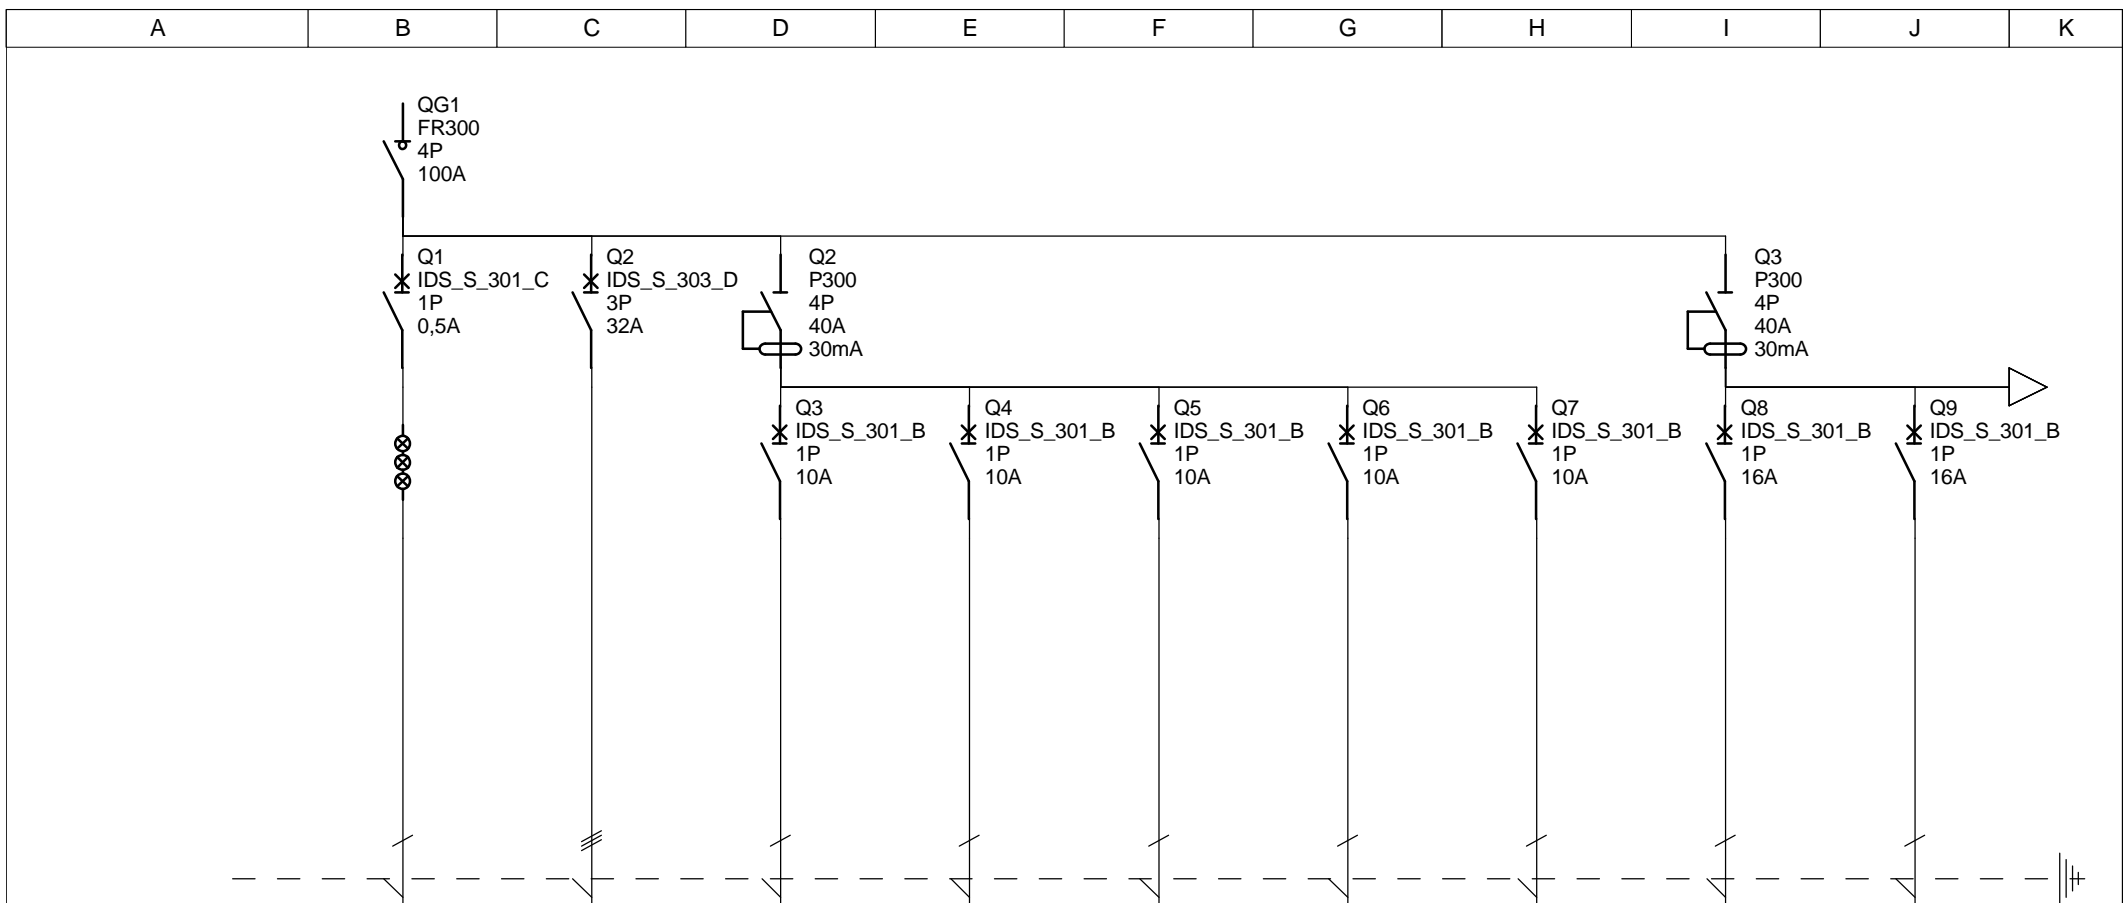 A
B
C
D
E
F
G
H
I
J
K
QG1
FR300
4P
100A
Q1
IDS_S_301_C
1P
0,5A
Q2
IDS_S_303_D
3P
32A
Q2
P300
4P
40A
30mA
Q3
P300
4P
40A
30mA
Q3
IDS_S_301_B
1P
10A
Q4
IDS_S_301_B
1P
10A
Q5
IDS_S_301_B
1P
10A
Q6
IDS_S_301_B
1P
10A
Q7
IDS_S_301_B
1P
10A
Q8
IDS_S_301_B
1P
16A
Q9
IDS_S_301_B
1P
16A